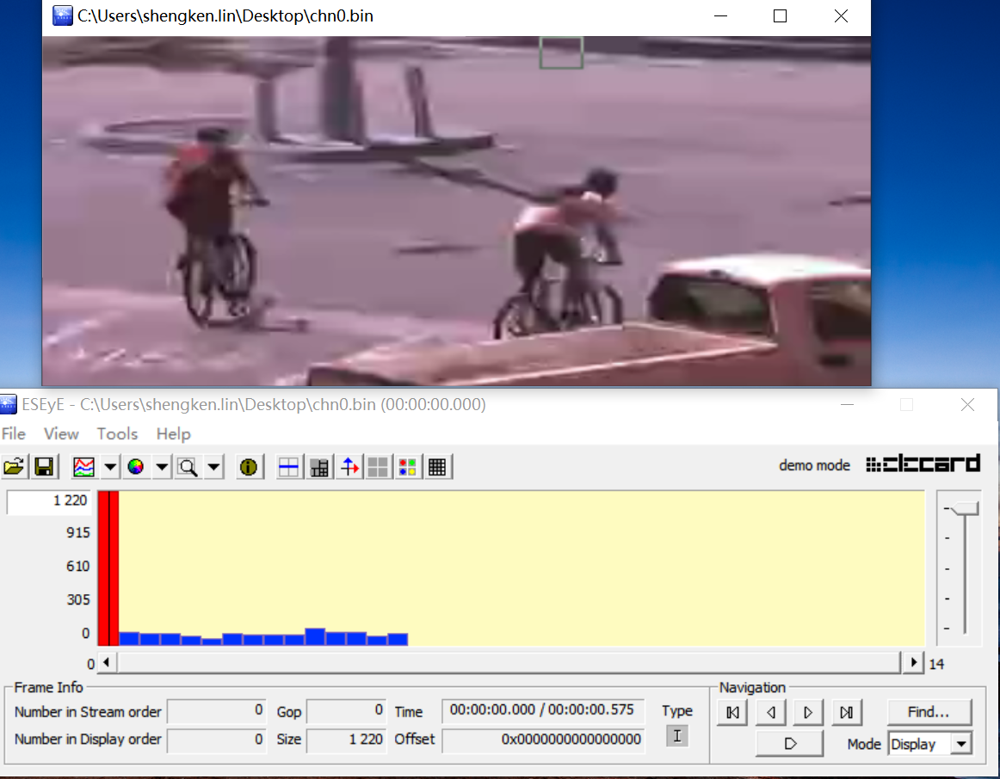 C:\Users\shengken.lin\Desktop\chn0.bin
ESEyE - C:\Users\shengken.lin\Desktop\chn0.bin (00:00:00.000)
File View Tools Help
demo mode elecard
1 220
915
610
305
0
0 14
Frame Info
Number in Stream order 0 Gop 0 Time 00:00:00.000 / 00:00:00.575 Type
Number in Display order 0 Size 1 220 Offset 0x0000000000000000 I
Navigation
Find...
Mode Display